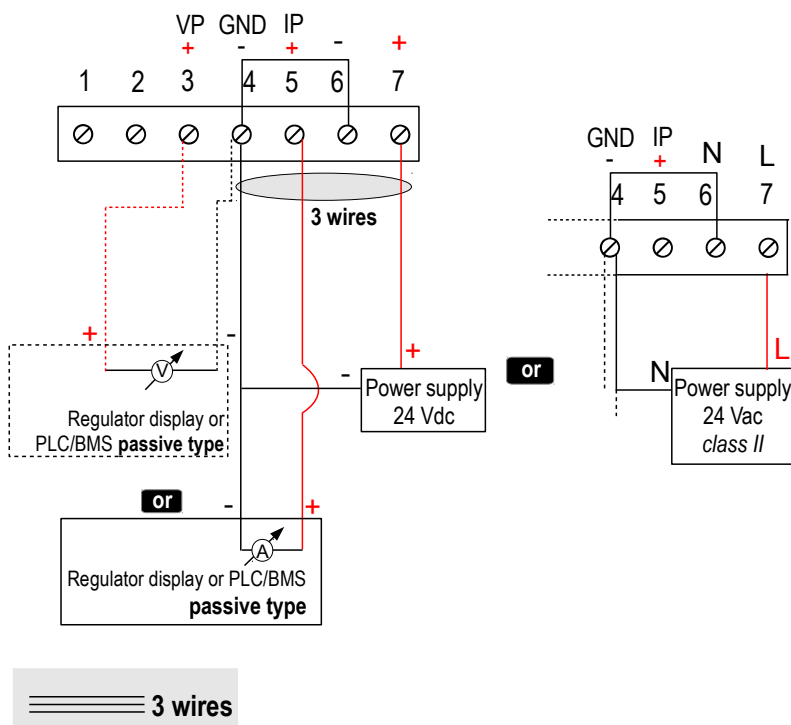 VP GND IP
+ - + - +
1 2 3 4 5 6 7
3 wires
+
-
V
Regulator display or
PLC/BMS passive type
- +
Power supply
24 Vdc
or
- +
A
Regulator display or PLC/BMS
passive type
3 wires
or
GND IP N L
- +
4 5 6 7
L
N
Power supply
24 Vac
class II